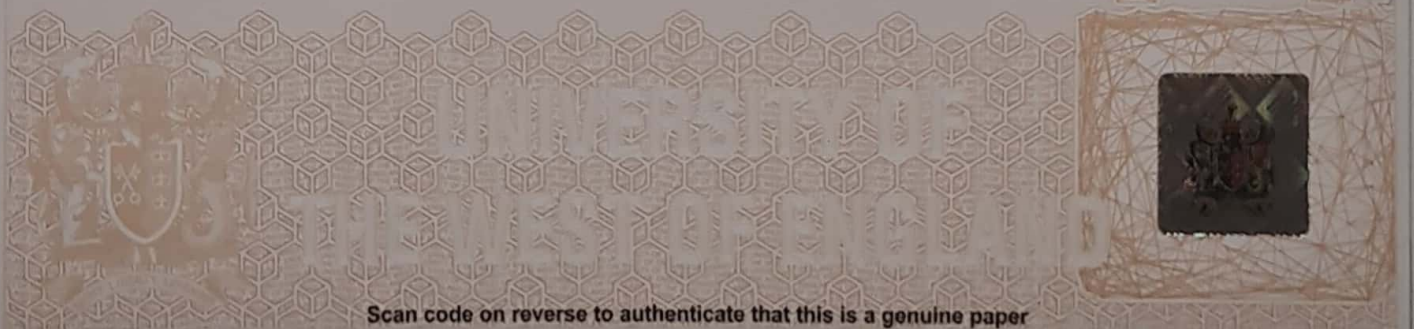 UNIVERSITY OF
THE WEST OF ENGLAND
Scan code on reverse to authenticate that this is a genuine paper